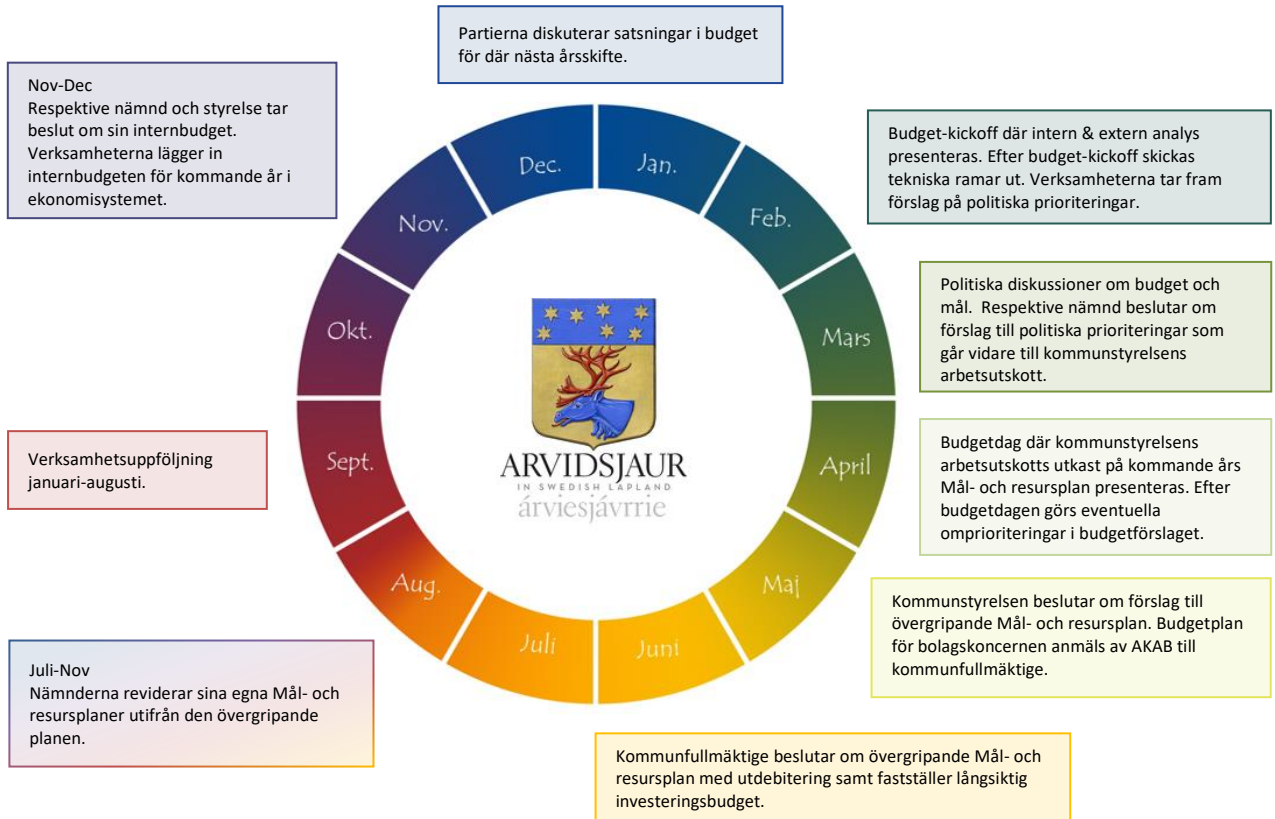 Partierna diskuterar satsningar i budget
för där nästa årsskifte.
Nov-Dec
Respektive nämnd och styrelse tar
beslut om sin internbudget.
Verksamheterna lägger in
internbudgeten för kommande år i
ekonomisystemet.
Budget-kickoff där intern & extern analys
presenteras. Efter budget-kickoff skickas
tekniska ramar ut. Verksamheterna tar fram
förslag på politiska prioriteringar.
Politiska diskussioner om budget och
mål.  Respektive nämnd beslutar om
förslag till politiska prioriteringar som
går vidare till kommunstyrelsens
arbetsutskott.
Budgetdag där kommunstyrelsens
arbetsutskotts utkast på kommande års
Mål- och resursplan presenteras. Efter
budgetdagen görs eventuella
omprioriteringar i budgetförslaget.
Kommunstyrelsen beslutar om förslag till
övergripande Mål- och resursplan. Budgetplan
för bolagskoncernen anmäls av AKAB till
kommunfullmäktige.
Kommunfullmäktige beslutar om övergripande Mål- och
resursplan med utdebitering samt fastställer långsiktig
investeringsbudget.
Juli-Nov
Nämnderna reviderar sina egna Mål- och
resursplaner utifrån den övergripande
planen.
Verksamhetsuppföljning
januari-augusti.
Jan.
Feb.
Mars
April
Maj
Juni
Juli
Aug.
Sept.
Okt.
Nov.
Dec.
ARVIDSJAUR
IN SWEDISH LAPLAND
árviesjávrrie